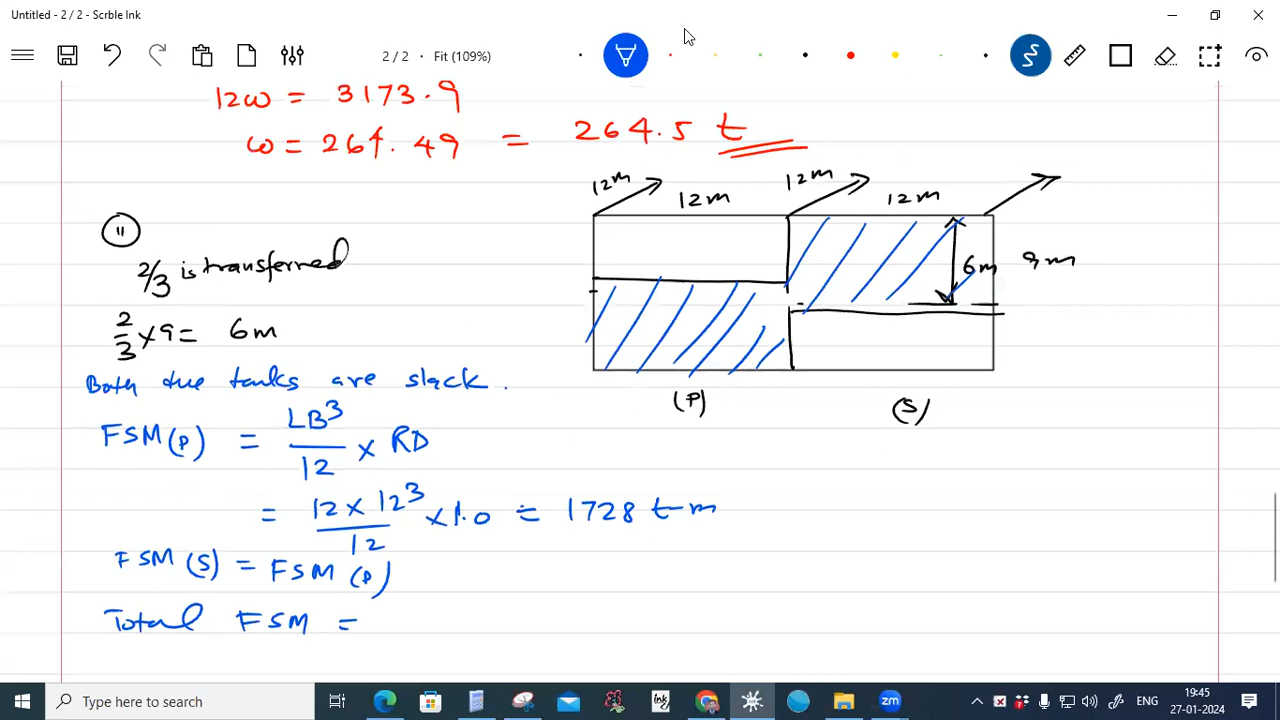 Untitled - 2 / 2 - Scrble Ink
2 / 2 · Fit (109%)
12ω = 3173.9
ω = 264.49 = 264.5 t
12m 12m 12m 12m
(11)
2/3 is transferred
6m 9m
2/3 × 9 = 6m
Both the tanks are slack.
(P) (S)
FSM(P) = LB³/12 × RD
= 12 × 12³/12 × 1.0 = 1728 t-m
FSM (S) = FSM (P)
Total FSM =
Type here to search
ink
zm
ENG
19:45
27-01-2024